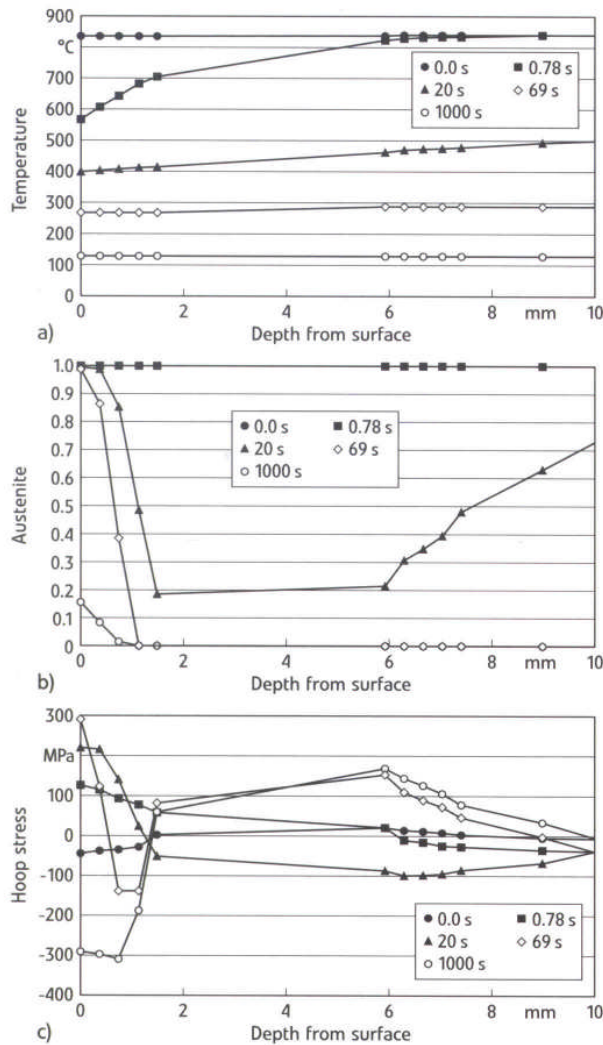 900
°C
700
600
500
400
300
200
100
0
Temperature
0.0 s 0.78 s
20 s 69 s
1000 s
0 2 4 6 8 mm 10
a) Depth from surface
1.0
0.9
0.8
0.7
0.6
0.5
0.4
0.3
0.2
0.1
0
Austenite
0.0 s 0.78 s
20 s 69 s
1000 s
0 2 4 6 8 mm 10
b) Depth from surface
300
MPa
100
0
-100
-200
-300
-400
Hoop stress
0.0 s 0.78 s
20 s 69 s
1000 s
0 2 4 6 8 mm 10
c) Depth from surface